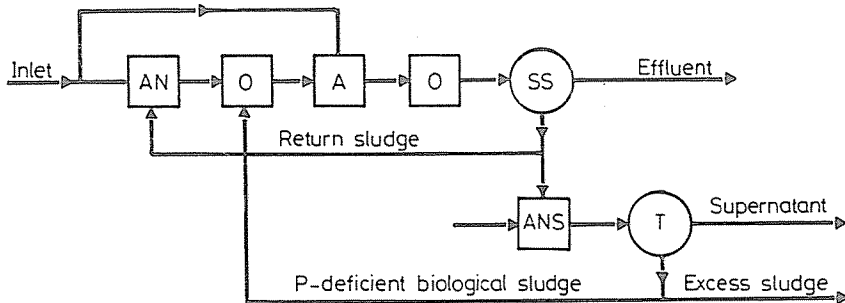 Inlet
AN
O
A
O
SS
Effluent
Return sludge
ANS
T
Supernatant
P-deficient biological sludge
Excess sludge